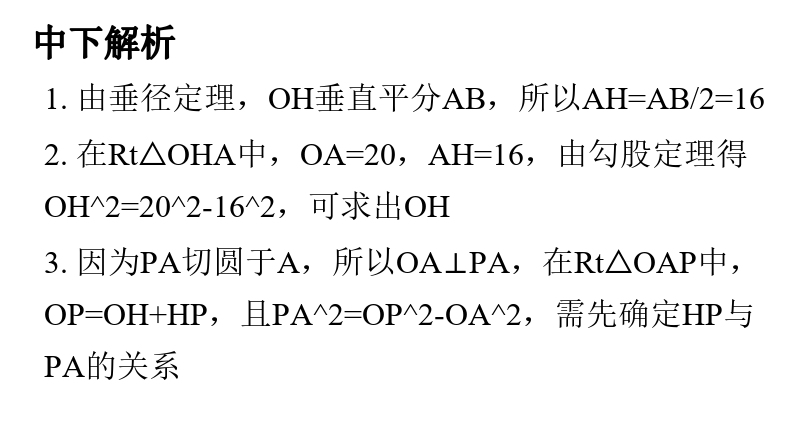 中下解析
1. 由垂径定理，OH垂直平分AB，所以AH=AB/2=16
2. 在Rt△OHA中，OA=20，AH=16，由勾股定理得
OH^2=20^2-16^2，可求出OH
3. 因为PA切圆于A，所以OA⊥PA，在Rt△OAP中，
OP=OH+HP，且PA^2=OP^2-OA^2，需先确定HP与
PA的关系